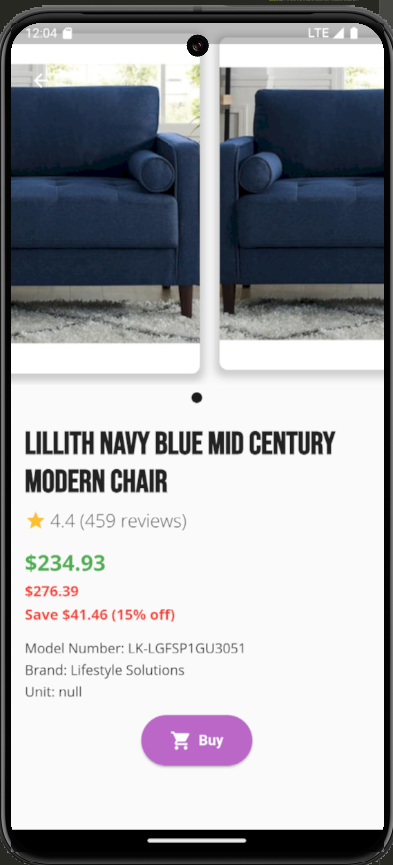 12:04
LTE
LILLITH NAVY BLUE MID CENTURY
MODERN CHAIR
4.4 (459 reviews)
$234.93
$276.39
Save $41.46 (15% off)
Model Number: LK-LGFSP1GU3051
Brand: Lifestyle Solutions
Unit: null
Buy